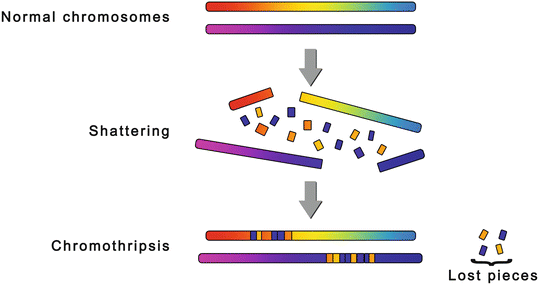 Normal chromosomes
Shattering
Chromothripsis
Lost pieces